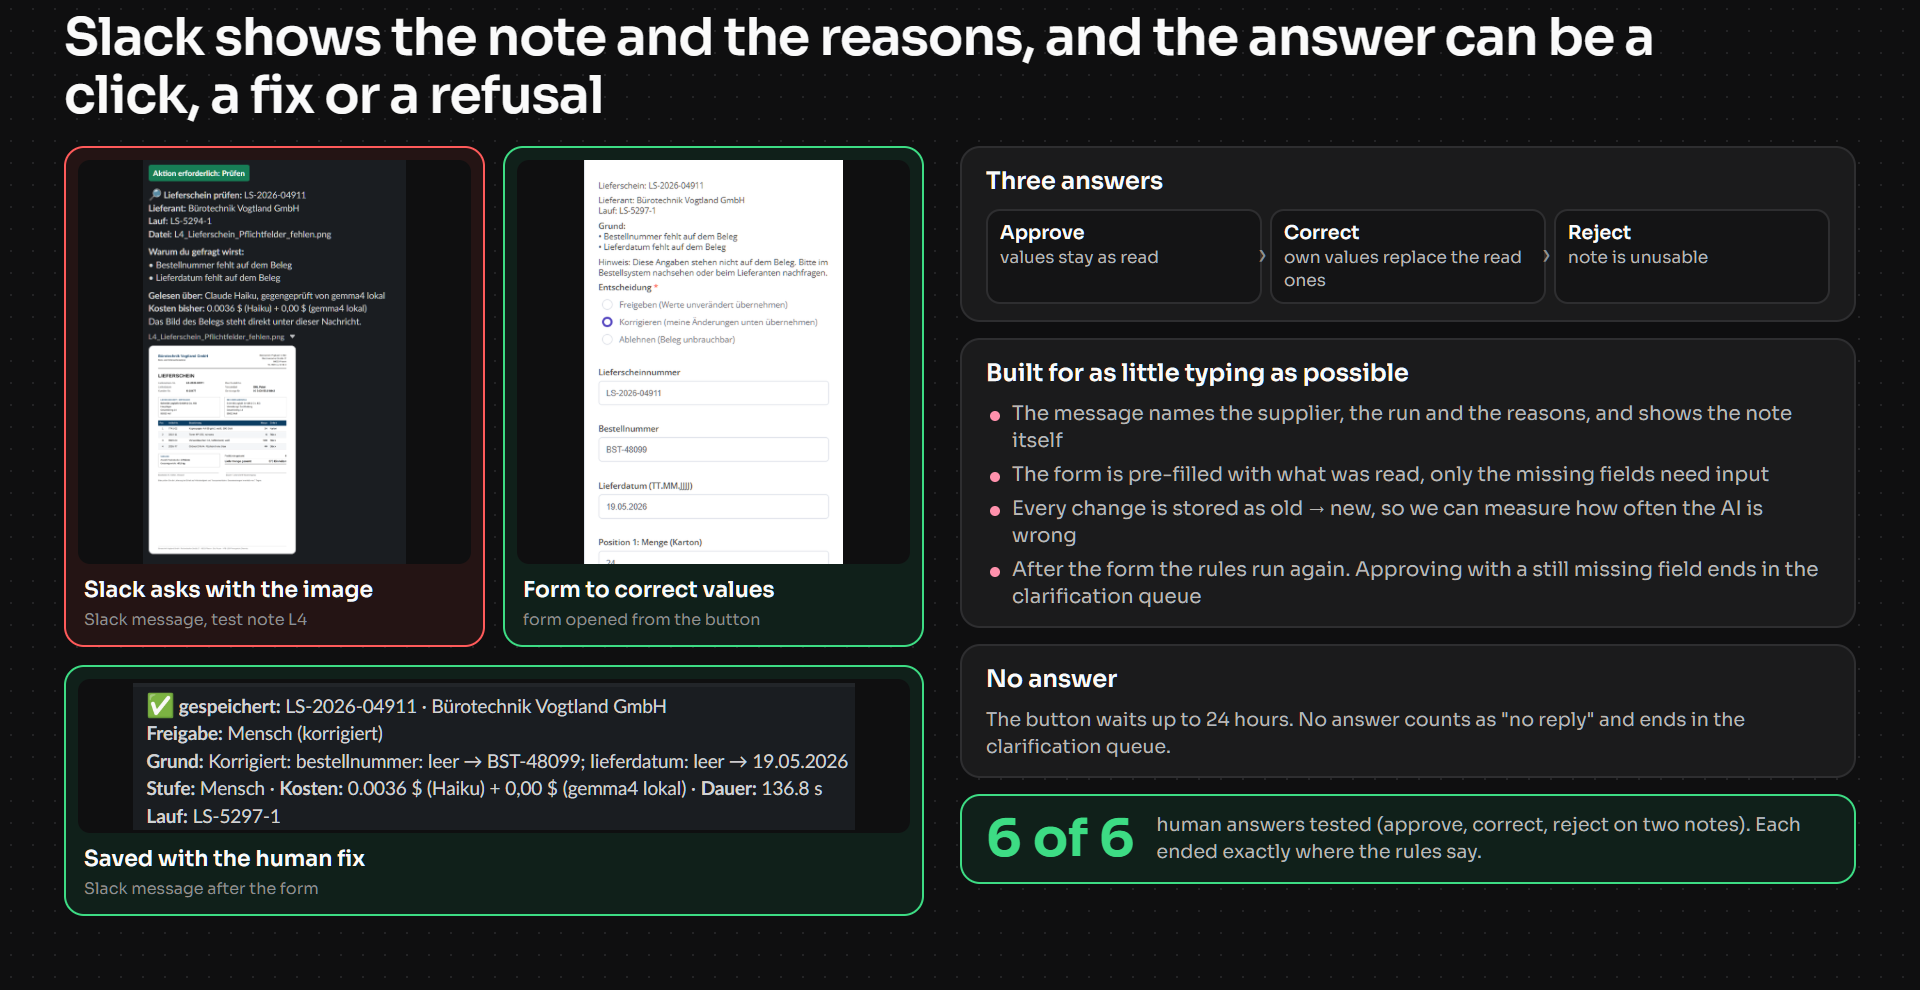 Slack shows the note and the reasons, and the answer can be a
click, a fix or a refusal
Aktion erforderlich: Prüfen
Lieferschein prüfen: LS-2026-04911
Lieferant: Bürotechnik Vogtland GmbH
Lauf: LS-5294-1
Datei: L4_Lieferschein_Pflichtfelder_fehlen.png
Warum du gefragt wirst:
• Bestellnummer fehlt auf dem Beleg
• Lieferdatum fehlt auf dem Beleg
Gelesen über: Claude Haiku, gegengeprüft von gemma4 lokal
Kosten bisher: 0.0036 $ (Haiku) + 0,00 $ (gemma4 lokal)
Das Bild des Belegs steht direkt unter dieser Nachricht.
L4_Lieferschein_Pflichtfelder_fehlen.png
Bürotechnik Vogtland GmbH
LIEFERSCHEIN
Slack asks with the image
Slack message, test note L4
Lieferschein: LS-2026-04911
Lieferant: Bürotechnik Vogtland GmbH
Lauf: LS-5297-1
Grund:
• Bestellnummer fehlt auf dem Beleg
• Lieferdatum fehlt auf dem Beleg
Hinweis: Diese Angaben stehen nicht auf dem Beleg. Bitte im
Bestellsystem nachsehen oder beim Lieferanten nachfragen.
Entscheidung *
Freigeben (Werte unverändert übernehmen)
Korrigieren (meine Änderungen unten übernehmen)
Ablehnen (Beleg unbrauchbar)
Lieferscheinnummer
LS-2026-04911
Bestellnummer
BST-48099
Lieferdatum (TT.MM.JJJJ)
19.05.2026
Position 1: Menge (Karton)
24
Form to correct values
form opened from the button
✅ gespeichert: LS-2026-04911 · Bürotechnik Vogtland GmbH
Freigabe: Mensch (korrigiert)
Grund: Korrigiert: bestellnummer: leer → BST-48099; lieferdatum: leer → 19.05.2026
Stufe: Mensch · Kosten: 0.0036 $ (Haiku) + 0,00 $ (gemma4 lokal) · Dauer: 136.8 s
Lauf: LS-5297-1
Saved with the human fix
Slack message after the form
Three answers
Approve
values stay as read
Correct
own values replace the read
ones
Reject
note is unusable
Built for as little typing as possible
• The message names the supplier, the run and the reasons, and shows the note
itself
• The form is pre-filled with what was read, only the missing fields need input
• Every change is stored as old → new, so we can measure how often the AI is
wrong
• After the form the rules run again. Approving with a still missing field ends in the
clarification queue
No answer
The button waits up to 24 hours. No answer counts as "no reply" and ends in the
clarification queue.
6 of 6
human answers tested (approve, correct, reject on two notes). Each
ended exactly where the rules say.